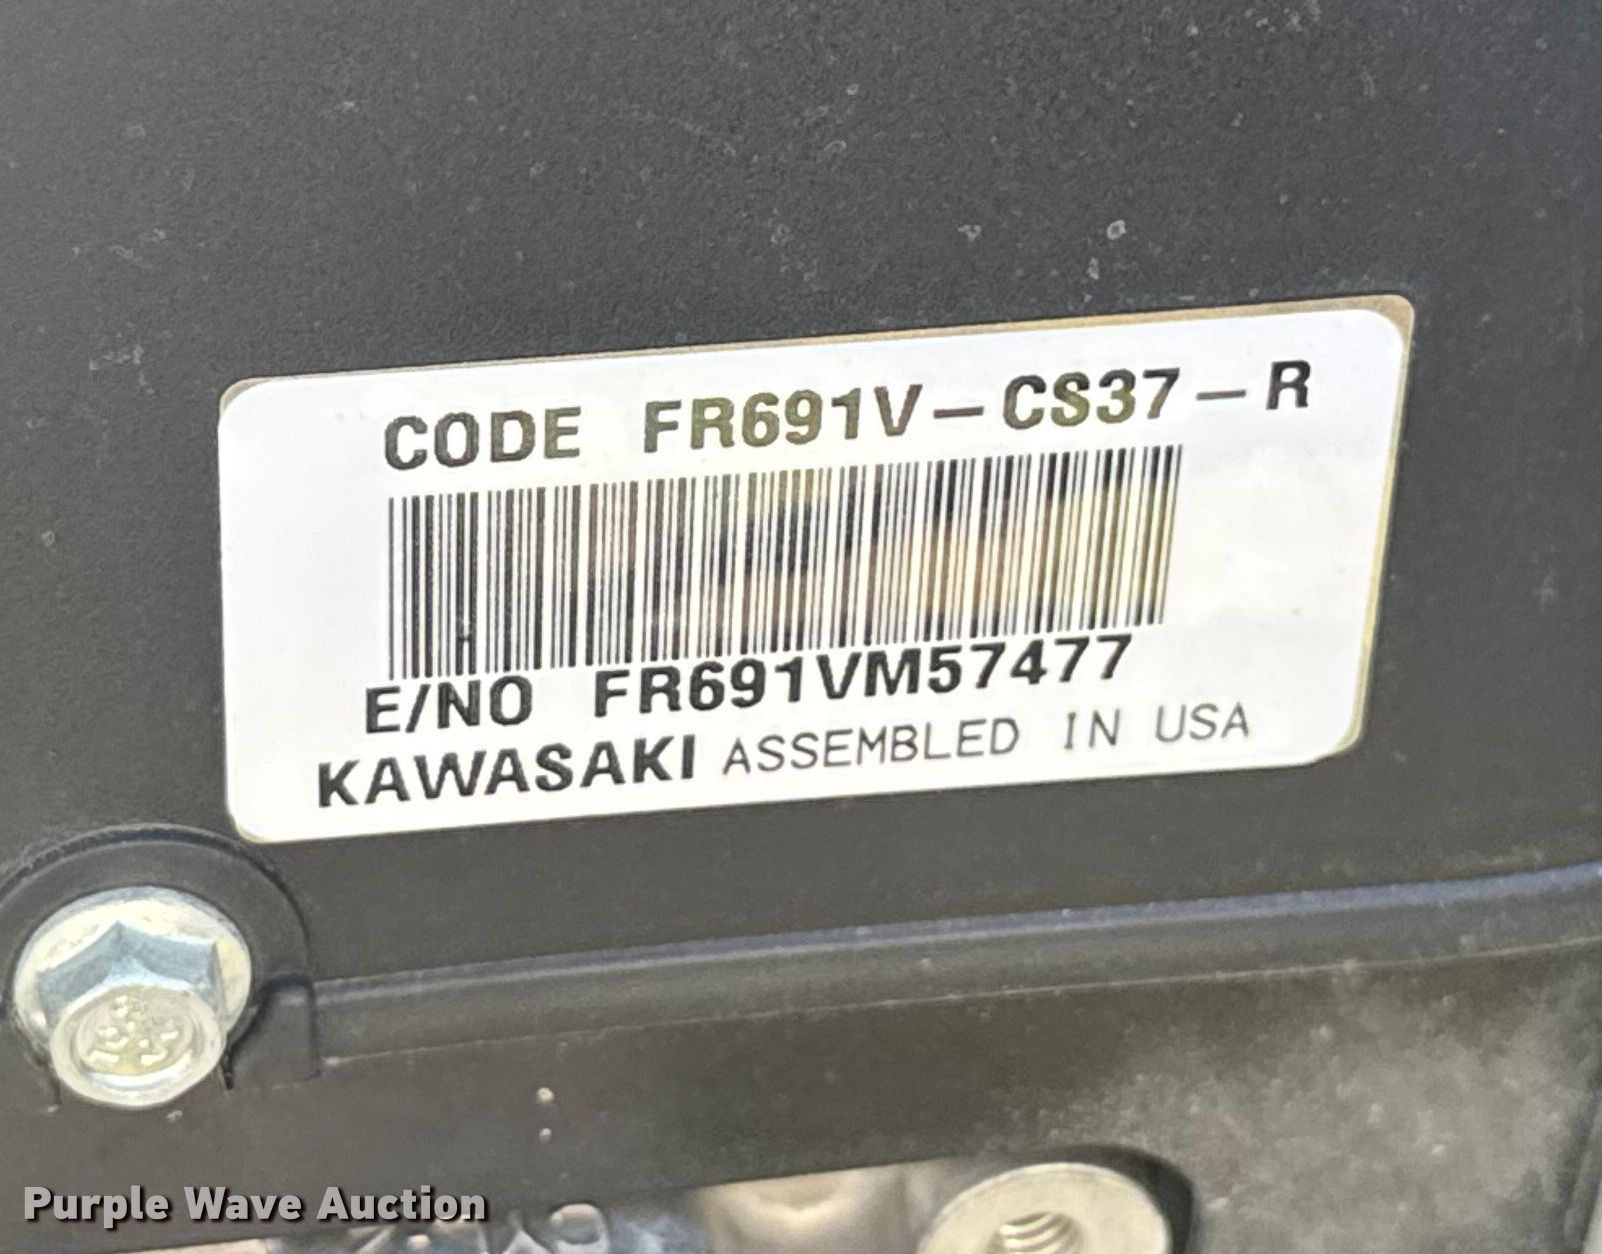 CODE FR691V-CS37-R
E/NO FR691VM57477
KAWASAKI ASSEMBLED IN USA
Purple Wave Auction